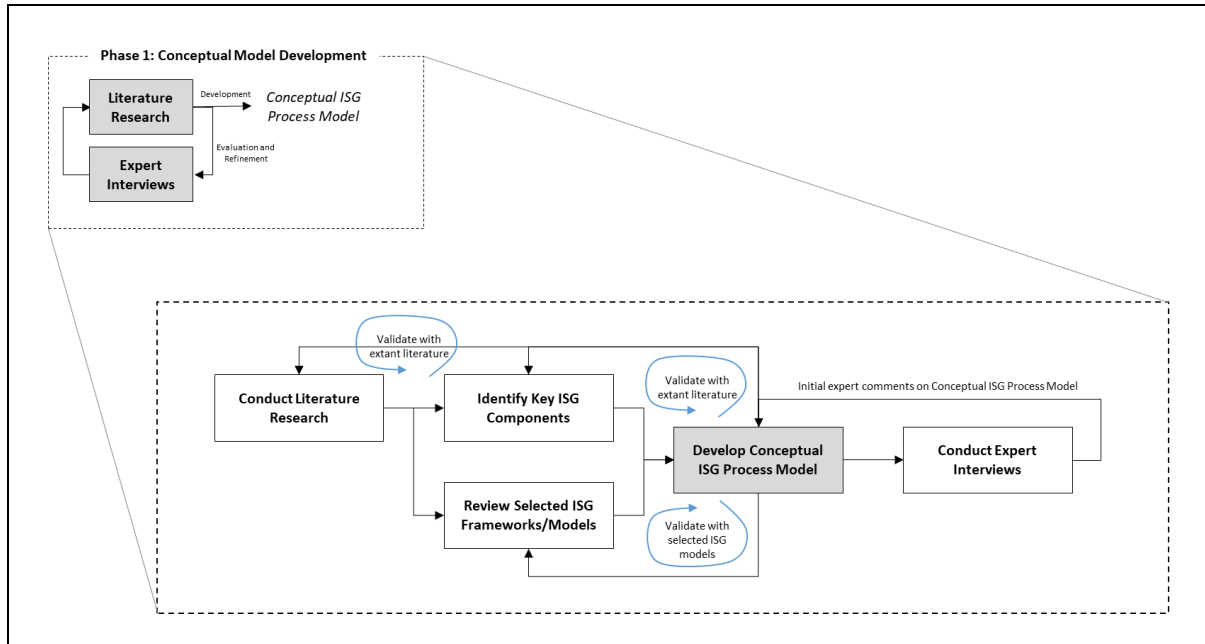 Phase 1: Conceptual Model Development
Literature
Research
Development
Conceptual ISG
Process Model
Evaluation and
Refinement
Expert
Interviews
Validate with
extant literature
Conduct Literature
Research
Identify Key ISG
Components
Validate with
extant literature
Initial expert comments on Conceptual ISG Process Model
Develop Conceptual
ISG Process Model
Conduct Expert
Interviews
Review Selected ISG
Frameworks/Models
Validate with
selected ISG
models